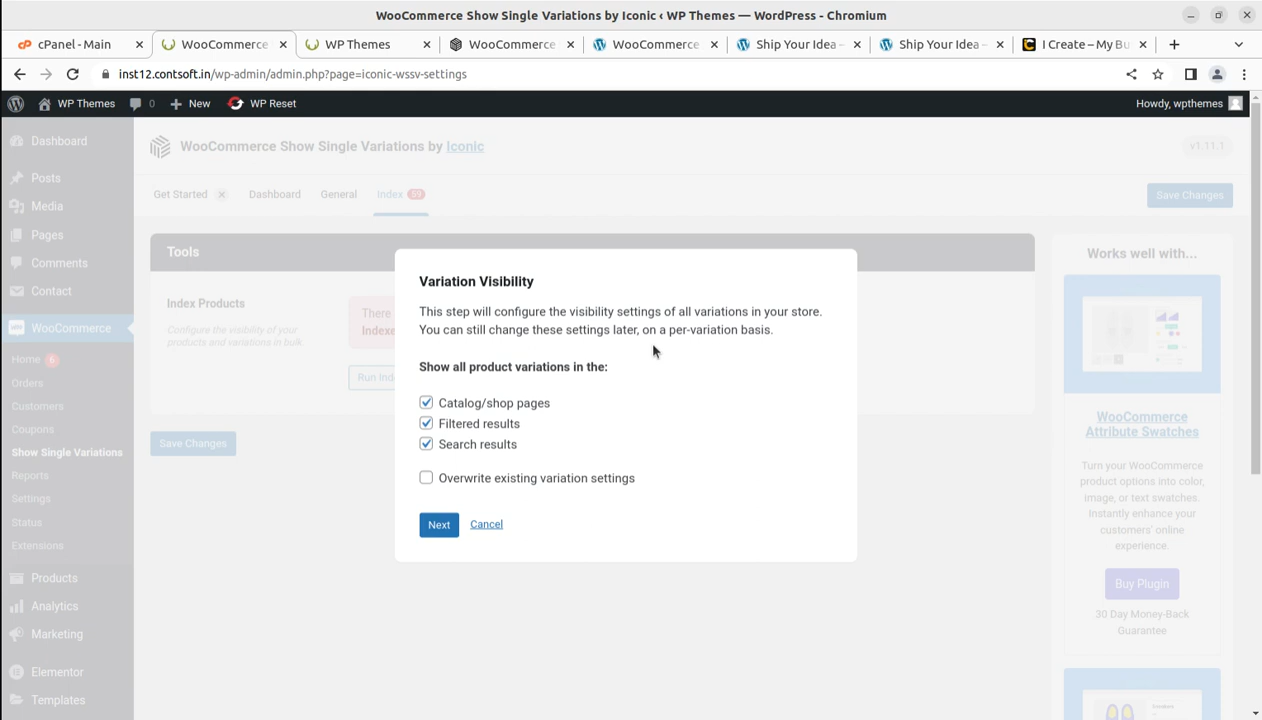 WooCommerce Show Single Variations by Iconic ‹ WP Themes — WordPress - Chromium
cPanel - Main
WooCommerce
WP Themes
WooCommerce
WooCommerce
Ship Your Idea –
Ship Your Idea –
I Create – My Bu
inst12.contsoft.in/wp-admin/admin.php?page=iconic-wssv-settings
WP Themes
0
New
WP Reset
Howdy, wpthemes
Dashboard
Posts
Media
Pages
Comments
Contact
WooCommerce
Home 6
Orders
Customers
Coupons
Show Single Variations
Reports
Settings
Status
Extensions
Products
Analytics
Marketing
Elementor
Templates
WooCommerce Show Single Variations by Iconic
v1.11.1
Get Started
Dashboard
General
Index 59
Save Changes
Tools
Index Products
Configure the visibility of your
products and variations in bulk.
There
Indexe
Run Ind
Save Changes
Variation Visibility
This step will configure the visibility settings of all variations in your store.
You can still change these settings later, on a per-variation basis.
Show all product variations in the:
Catalog/shop pages
Filtered results
Search results
Overwrite existing variation settings
Next
Cancel
Works well with...
WooCommerce
Attribute Swatches
Turn your WooCommerce
product options into color,
image, or text swatches.
Instantly enhance your
customers' online
experience.
Buy Plugin
30 Day Money-Back
Guarantee